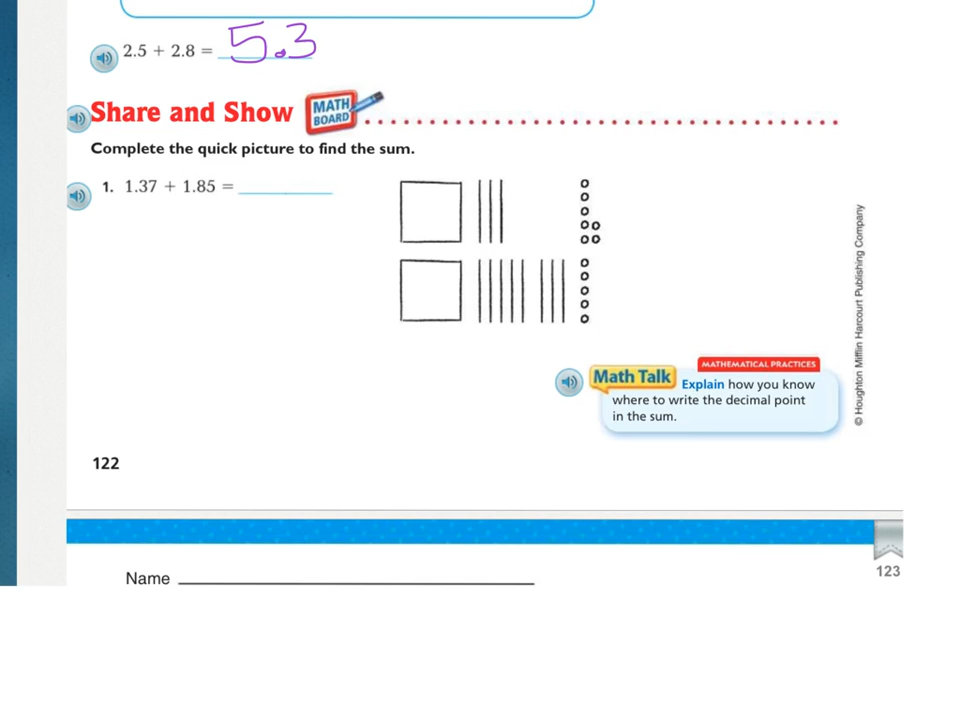 2.5 + 2.8 = 5.3
Share and Show MATH BOARD
Complete the quick picture to find the sum.
1. 1.37 + 1.85 =
MATHEMATICAL PRACTICES
Math Talk Explain how you know
where to write the decimal point
in the sum.
© Houghton Mifflin Harcourt Publishing Company
122
Name
123